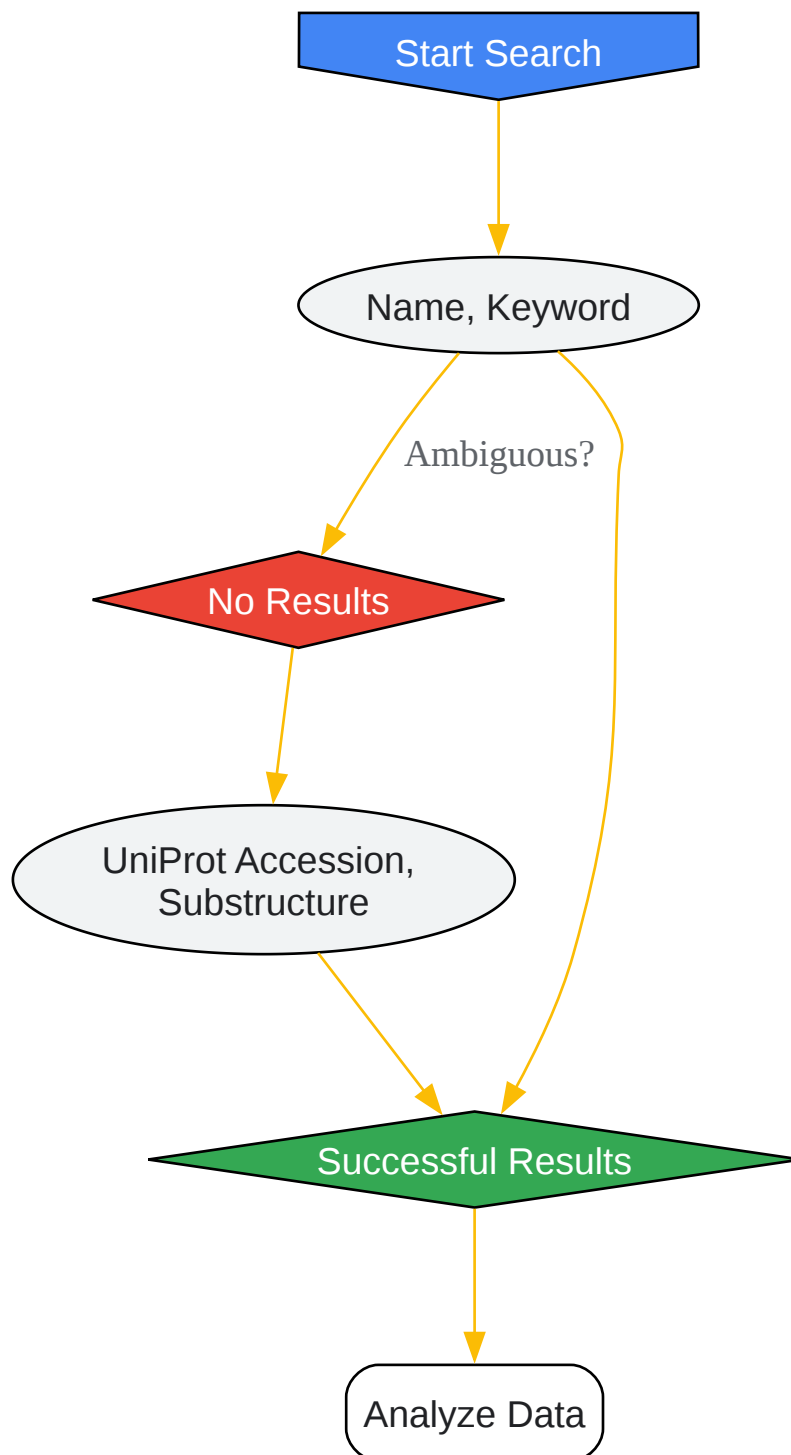 Start Search
Name, Keyword
Ambiguous?
No Results
UniProt Accession,
Substructure
Successful Results
Analyze Data